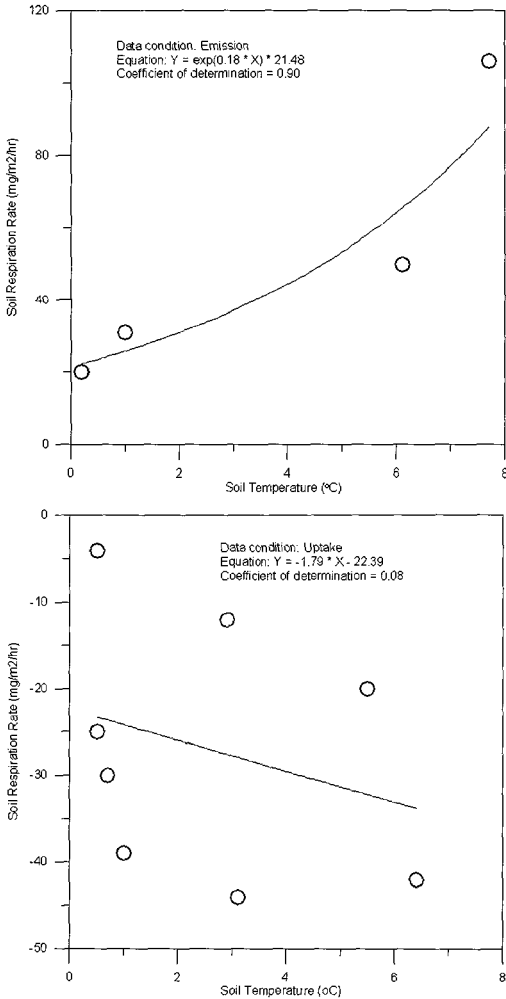 120
Data condition: Emission
Equation: Y = exp(0.18 * X) * 21.48
Coefficient of determination = 0.90
80
Soil Respiration Rate (mg/m2/hr)
40
0
0 2 4 6 8
Soil Temperature (ºC)
0
Data condition: Uptake
Equation: Y = -1.79 * X - 22.39
Coefficient of determination = 0.08
-10
-20
Soil Respiration Rate (mg/m2/hr)
-30
-40
-50
0 2 4 6 8
Soil Temperature (oC)